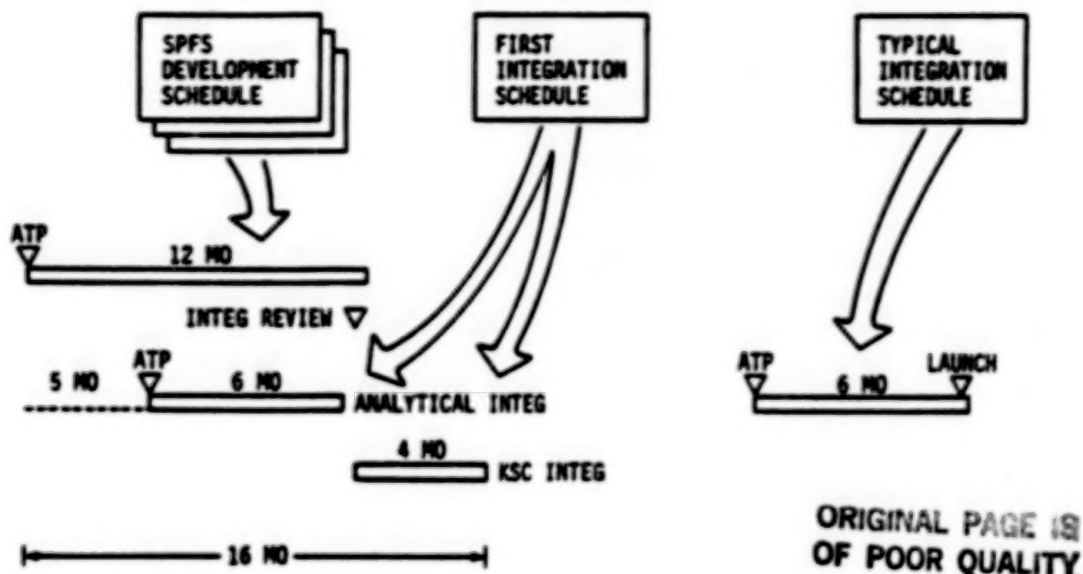 SPFS
DEVELOPMENT
SCHEDULE
FIRST
INTEGRATION
SCHEDULE
TYPICAL
INTEGRATION
SCHEDULE
ATP
12 MO
INTEG REVIEW
5 MO
ATP
6 MO
ANALYTICAL INTEG
4 MO
KSC INTEG
16 MO
ATP
6 MO
LAUNCH
ORIGINAL PAGE IS
OF POOR QUALITY